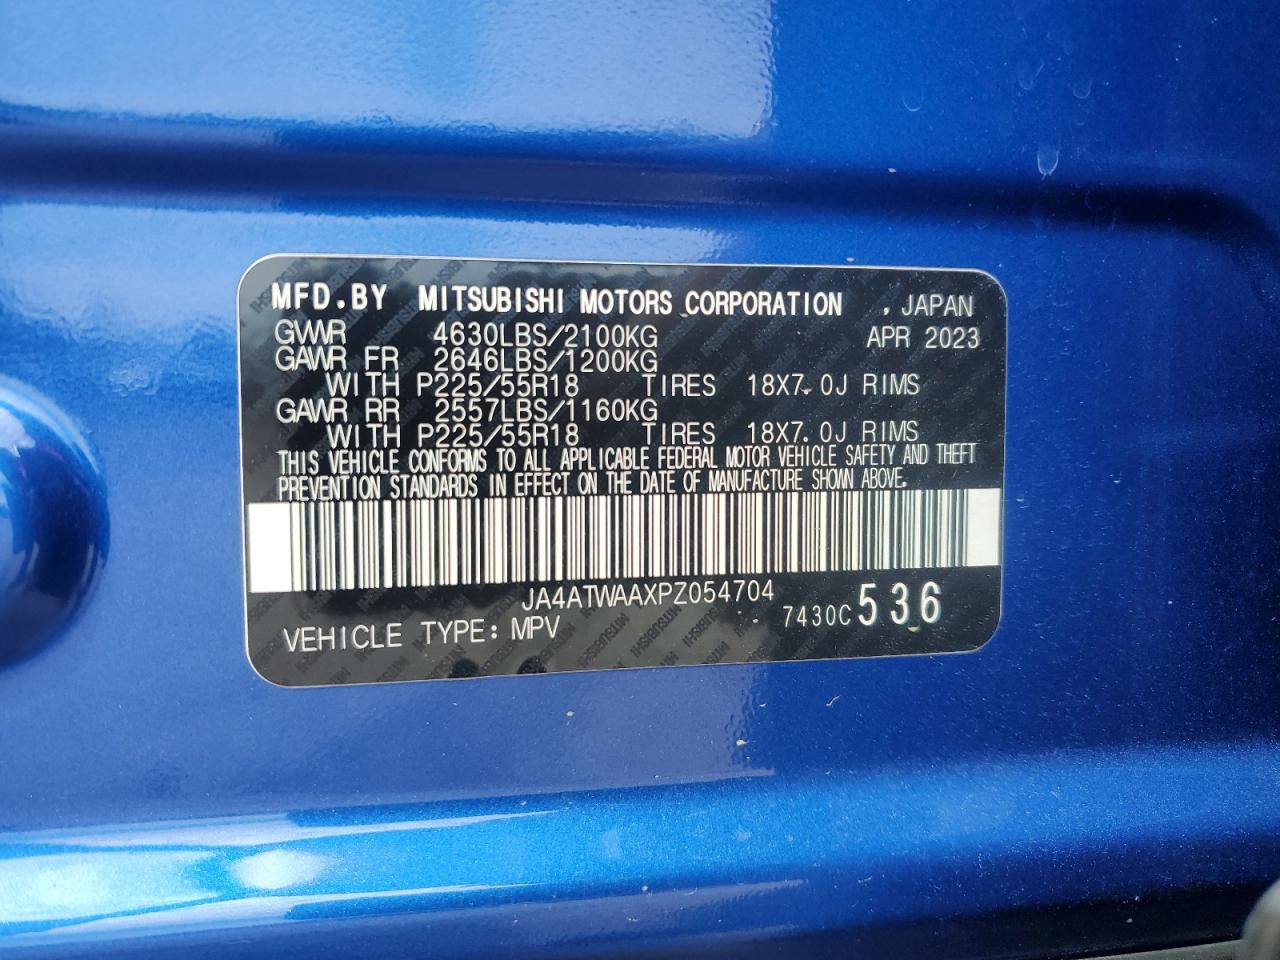 MFD.BY MITSUBISHI MOTORS CORPORATION , JAPAN
GVWR 4630LBS/2100KG APR 2023
GAWR FR 2646LBS/1200KG
WITH P225/55R18 TIRES 18X7.0J RIMS
GAWR RR 2557LBS/1160KG
WITH P225/55R18 TIRES 18X7.0J RIMS
THIS VEHICLE CONFORMS TO ALL APPLICABLE FEDERAL MOTOR VEHICLE SAFETY AND THEFT
PREVENTION STANDARDS IN EFFECT ON THE DATE OF MANUFACTURE SHOWN ABOVE.
JA4ATWAAXPZ054704
7430C 536
VEHICLE TYPE: MPV